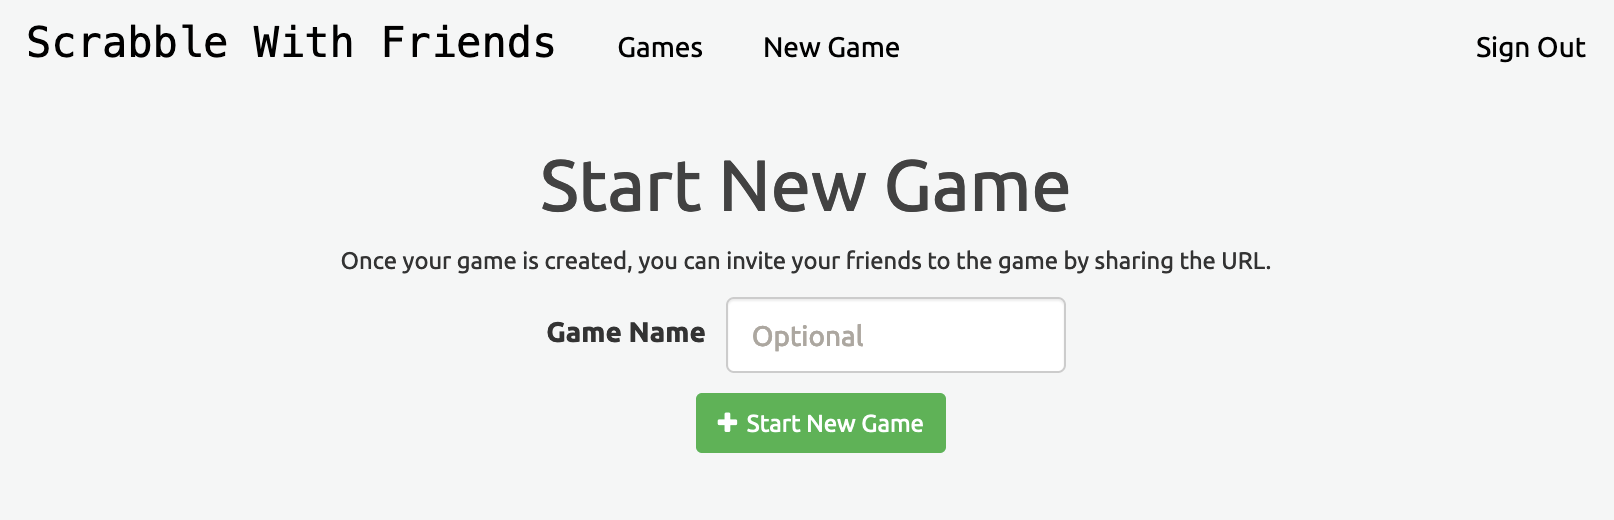 Scrabble With Friends Games New Game Sign Out
Start New Game
Once your game is created, you can invite your friends to the game by sharing the URL.
Game Name Optional
Start New Game